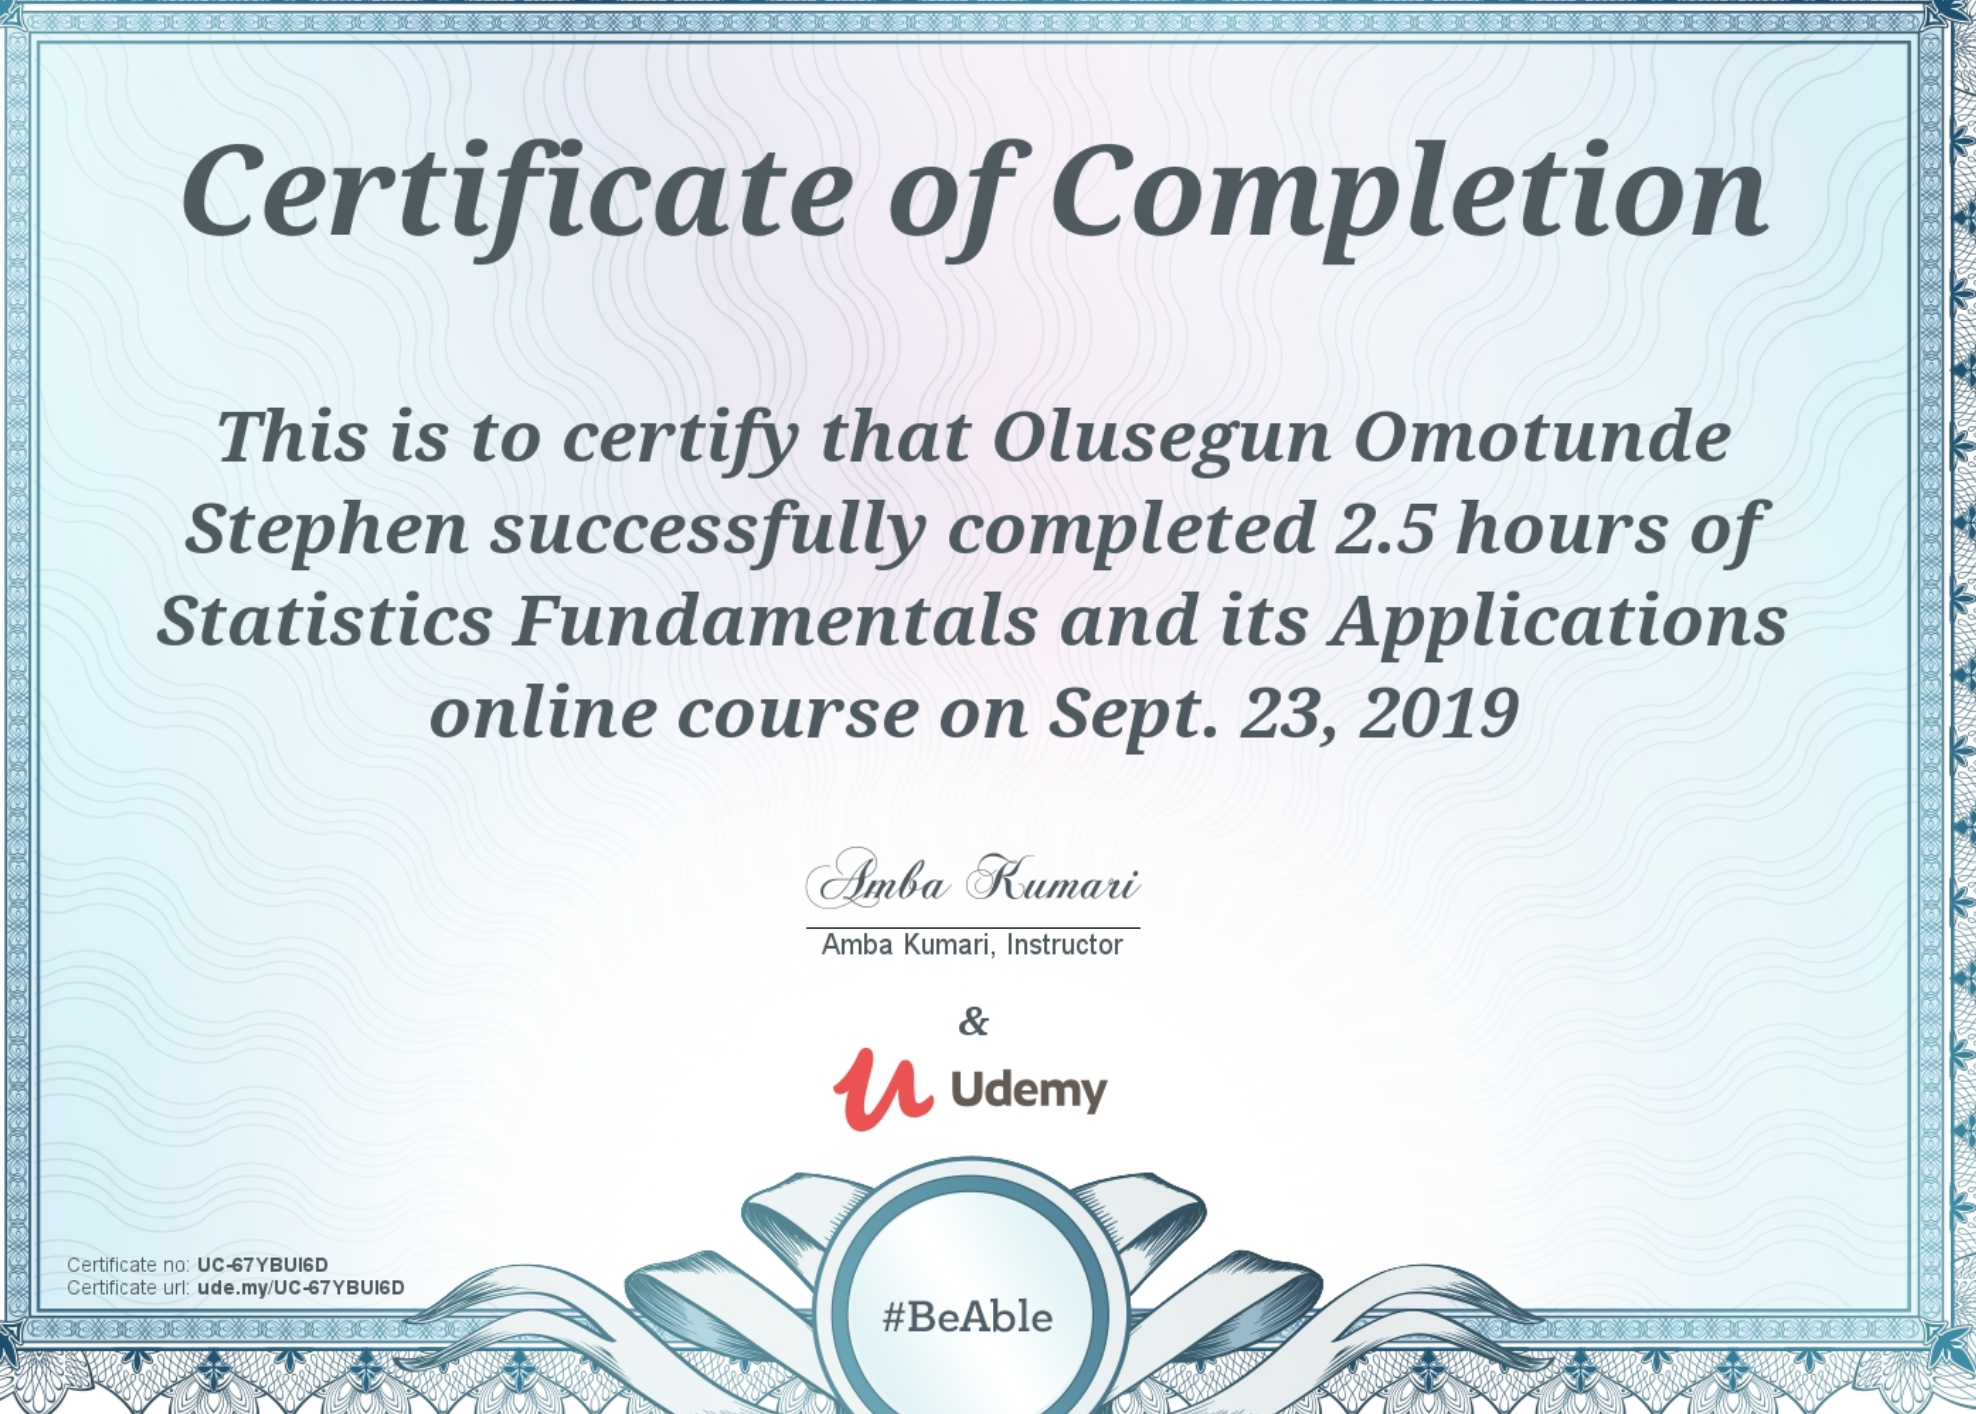 Certificate of Completion
This is to certify that Olusegun Omotunde
Stephen successfully completed 2.5 hours of
Statistics Fundamentals and its Applications
online course on Sept. 23, 2019
Amba Kumari
Amba Kumari, Instructor
&
Udemy
Certificate no: UC-67YBUI6D
Certificate url: ude.my/UC-67YBUI6D
#BeAble